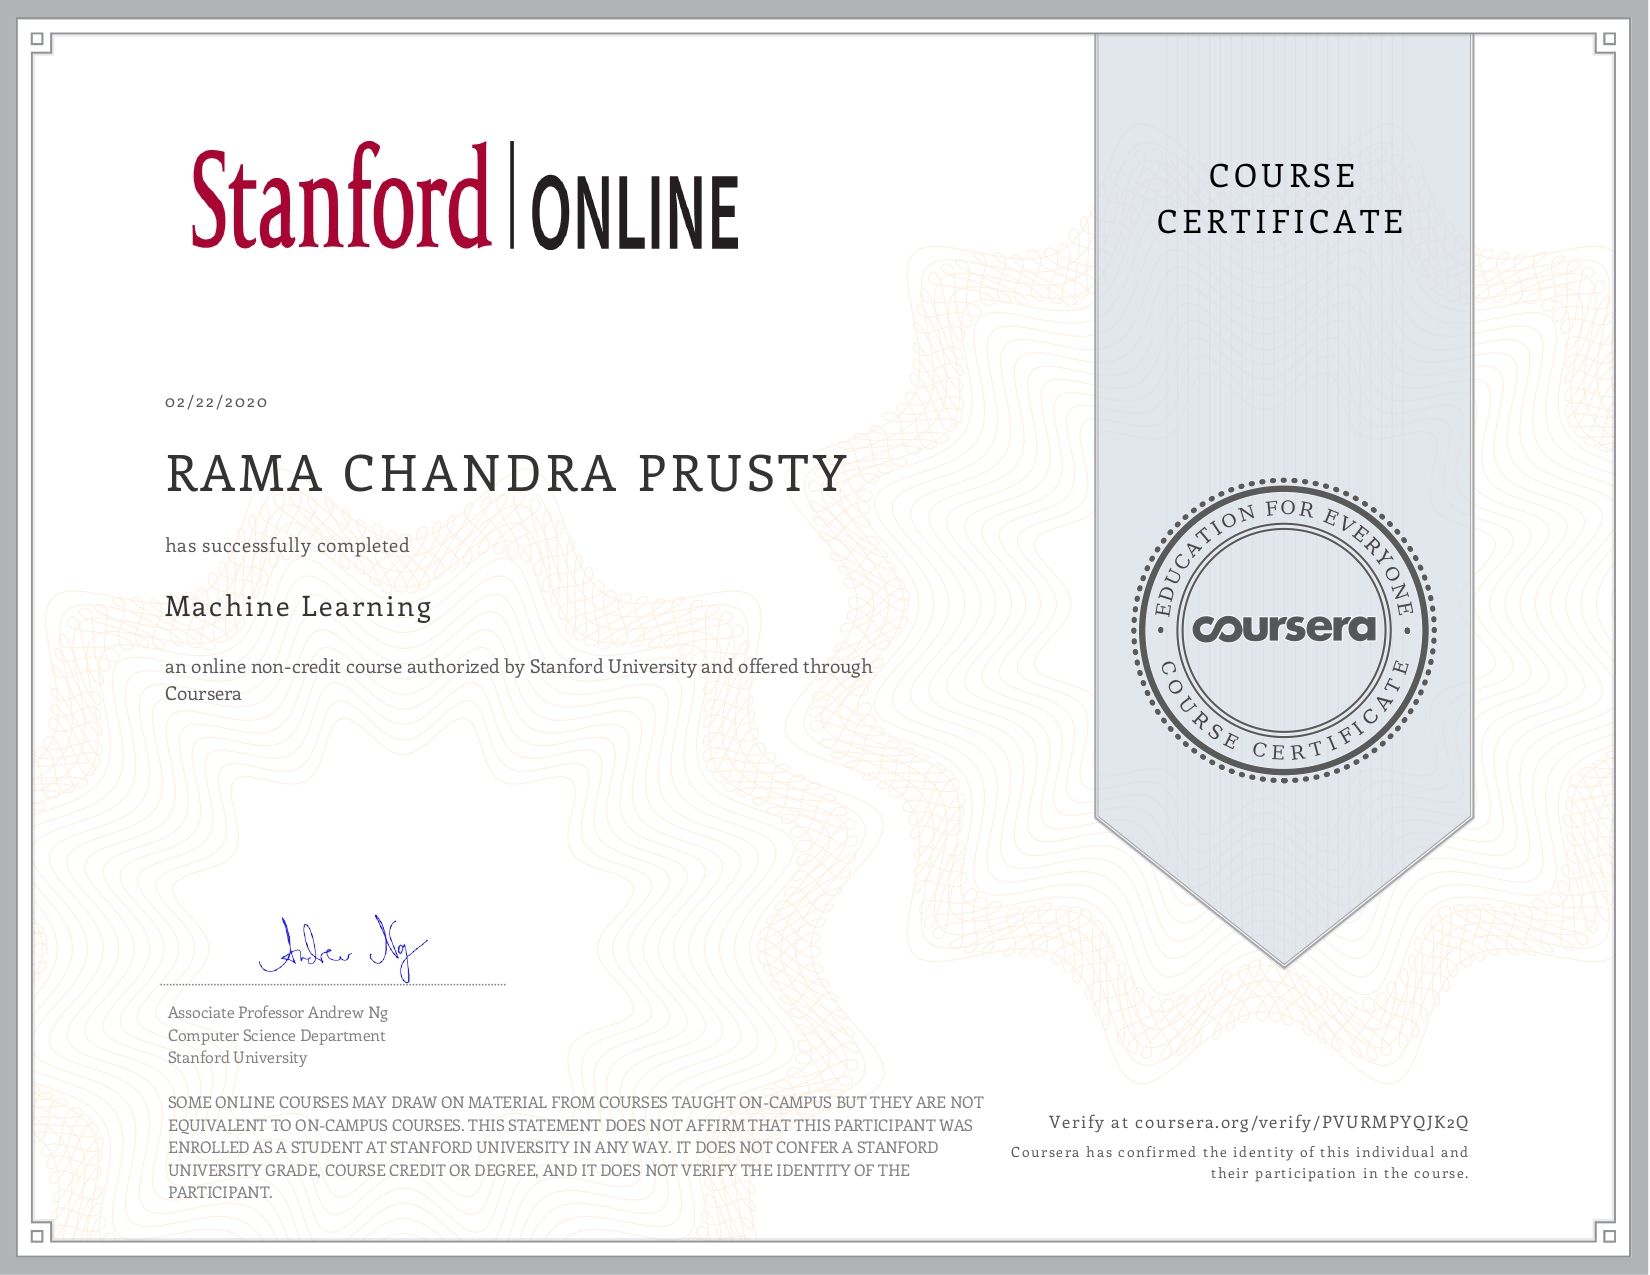 Stanford | ONLINE
COURSE
CERTIFICATE
02/22/2020
RAMA CHANDRA PRUSTY
has successfully completed
Machine Learning
an online non-credit course authorized by Stanford University and offered through
Coursera
EDUCATION FOR EVERYONE
coursera
COURSE CERTIFICATE
Andrew Ng
Associate Professor Andrew Ng
Computer Science Department
Stanford University
SOME ONLINE COURSES MAY DRAW ON MATERIAL FROM COURSES TAUGHT ON-CAMPUS BUT THEY ARE NOT
EQUIVALENT TO ON-CAMPUS COURSES. THIS STATEMENT DOES NOT AFFIRM THAT THIS PARTICIPANT WAS
ENROLLED AS A STUDENT AT STANFORD UNIVERSITY IN ANY WAY. IT DOES NOT CONFER A STANFORD
UNIVERSITY GRADE, COURSE CREDIT OR DEGREE, AND IT DOES NOT VERIFY THE IDENTITY OF THE
PARTICIPANT.
Verify at coursera.org/verify/PVURMPYQJK2Q
Coursera has confirmed the identity of this individual and
their participation in the course.